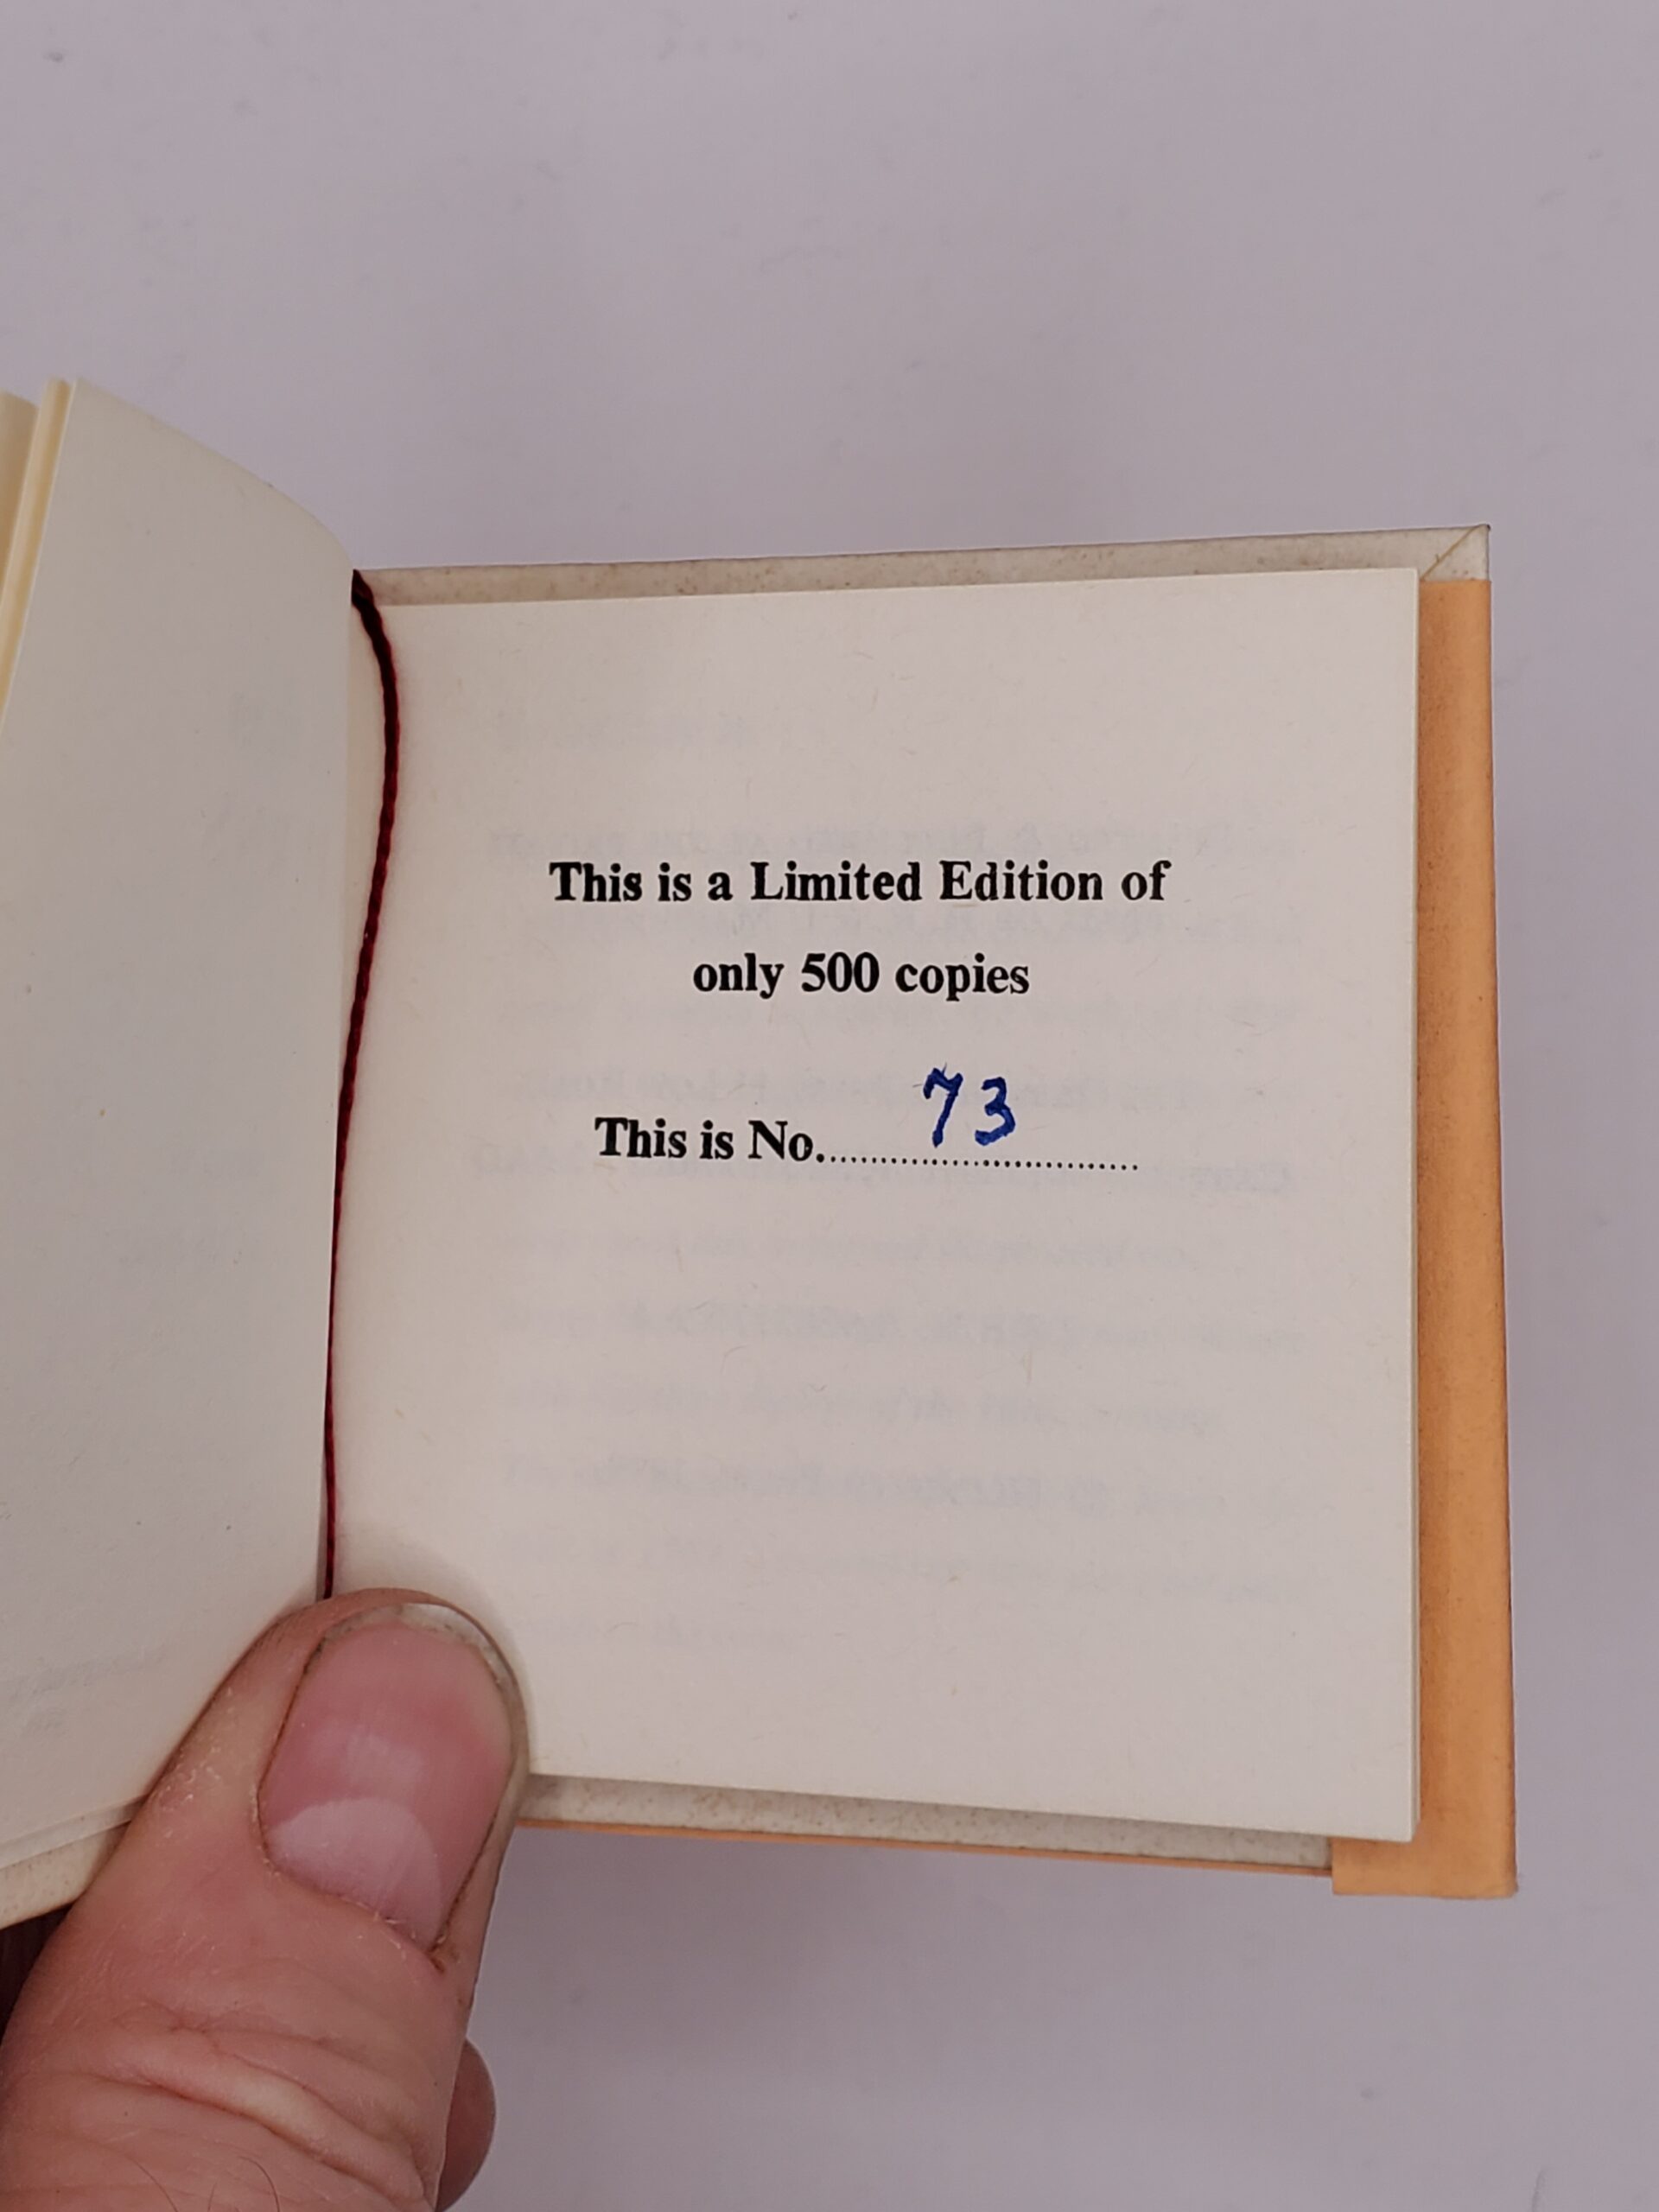 This is a Limited Edition of
only 500 copies
This is No.................................. 73